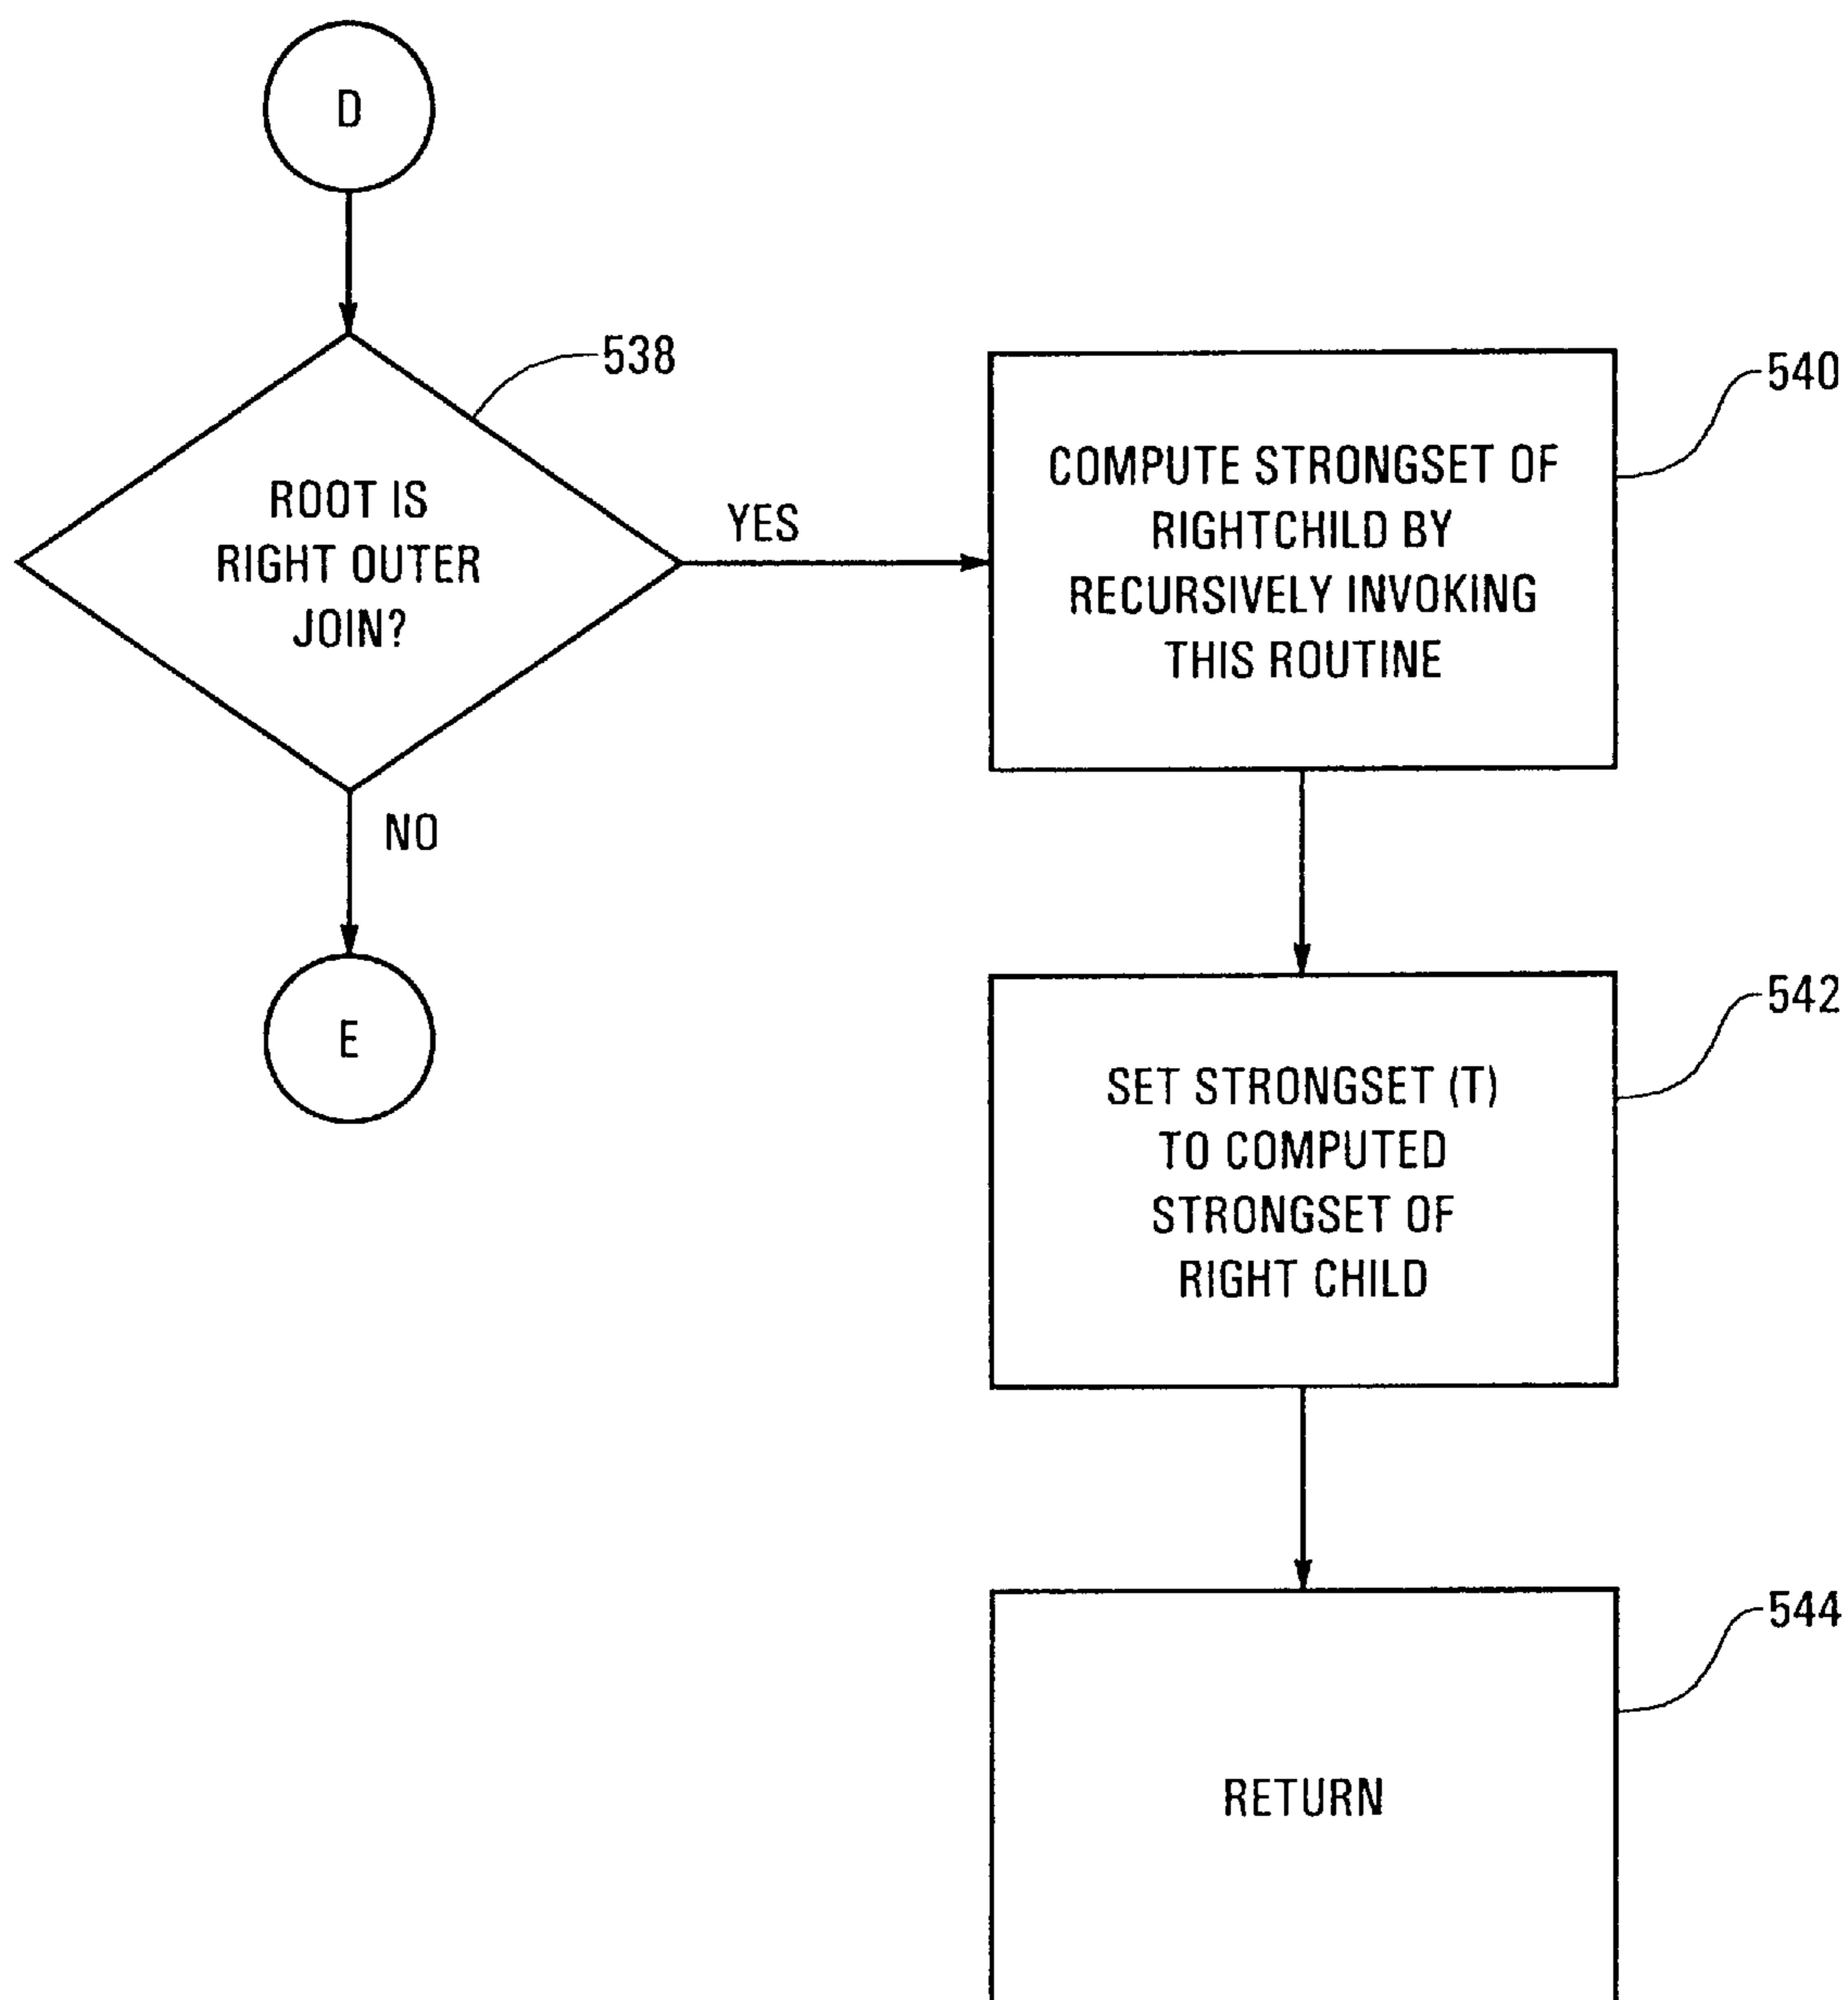 D
538
ROOT IS
RIGHT OUTER
JOIN?
YES
NO
E
540
COMPUTE STRONGSET OF
RIGHTCHILD BY
RECURSIVELY INVOKING
THIS ROUTINE
542
SET STRONGSET (T)
TO COMPUTED
STRONGSET OF
RIGHT CHILD
544
RETURN